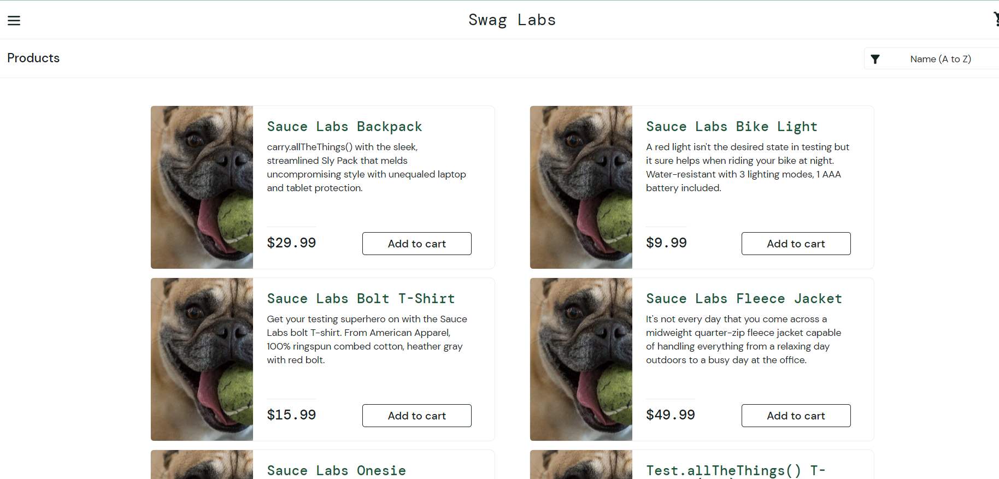 Swag Labs
Products
Name (A to Z)
Sauce Labs Backpack
carry.allTheThings() with the sleek,
streamlined Sly Pack that melds
uncompromising style with unequaled laptop
and tablet protection.
$29.99
Add to cart
Sauce Labs Bike Light
A red light isn't the desired state in testing but
it sure helps when riding your bike at night.
Water-resistant with 3 lighting modes, 1 AAA
battery included.
$9.99
Add to cart
Sauce Labs Bolt T-Shirt
Get your testing superhero on with the Sauce
Labs bolt T-shirt. From American Apparel,
100% ringspun combed cotton, heather gray
with red bolt.
$15.99
Add to cart
Sauce Labs Fleece Jacket
It's not every day that you come across a
midweight quarter-zip fleece jacket capable
of handling everything from a relaxing day
outdoors to a busy day at the office.
$49.99
Add to cart
Sauce Labs Onesie
Test.allTheThings() T-